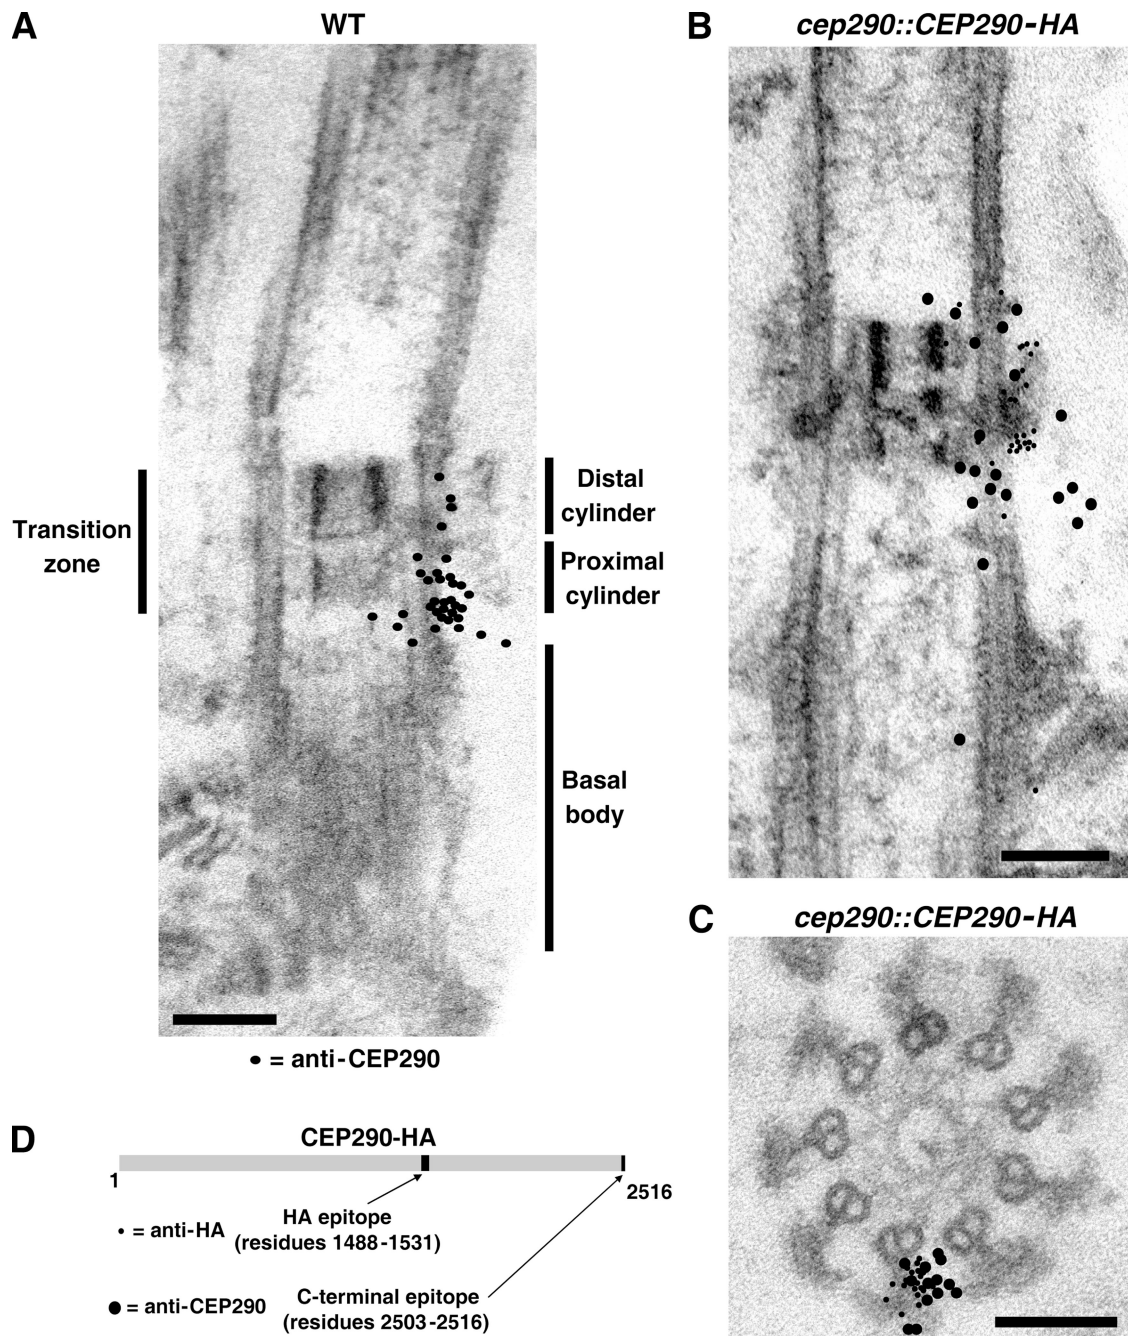 A
WT
Transition
zone
Distal
cylinder
Proximal
cylinder
Basal
body
= anti-CEP290
B
cep290::CEP290-HA
C
cep290::CEP290-HA
D
CEP290-HA
1
2516
= anti-HA
HA epitope
(residues 1488-1531)
= anti-CEP290
C-terminal epitope
(residues 2503-2516)